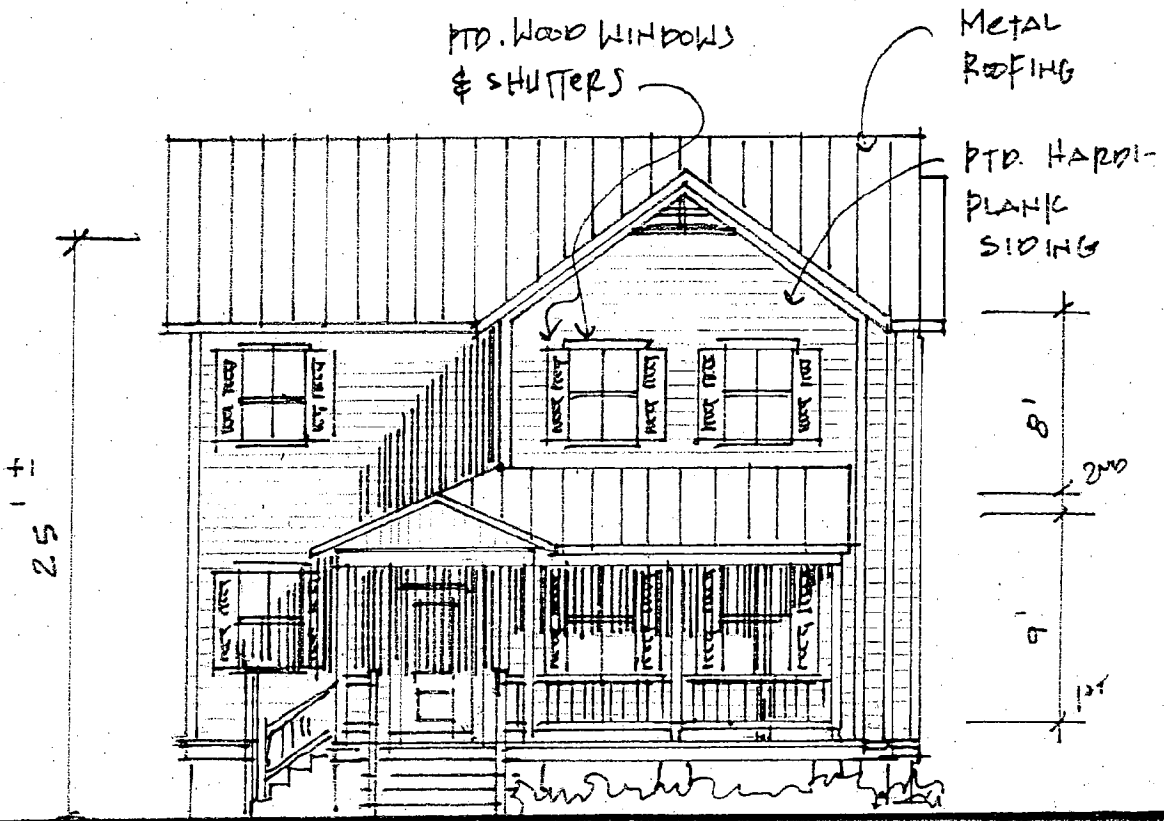 PTD. WOOD WINDOWS
& SHUTTERS
METAL
ROOFING
PTD. HARDI-
PLANK
SIDING
25'±
8'
2ND
9'
1ST